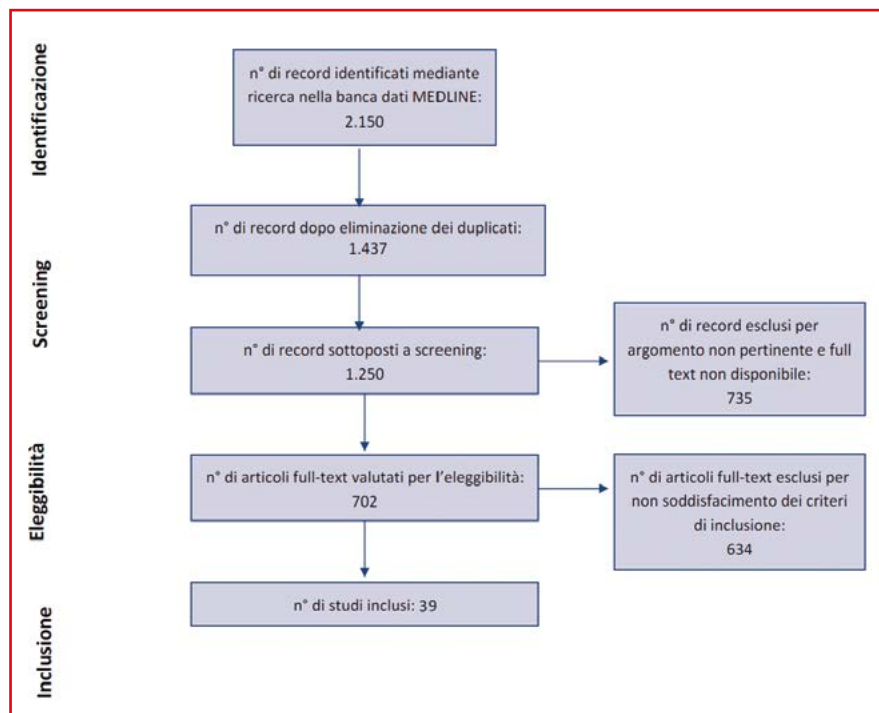 Identificazione
n° di record identificati mediante
ricerca nella banca dati MEDLINE:
2.150
n° di record dopo eliminazione dei duplicati:
1.437
Screening
n° di record sottoposti a screening:
1.250
n° di record esclusi per
argomento non pertinente e full
text non disponibile:
735
Eleggibilità
n° di articoli full-text valutati per l'eleggibilità:
702
n° di articoli full-text esclusi per
non soddisfacimento dei criteri
di inclusione:
634
Inclusione
n° di studi inclusi: 39